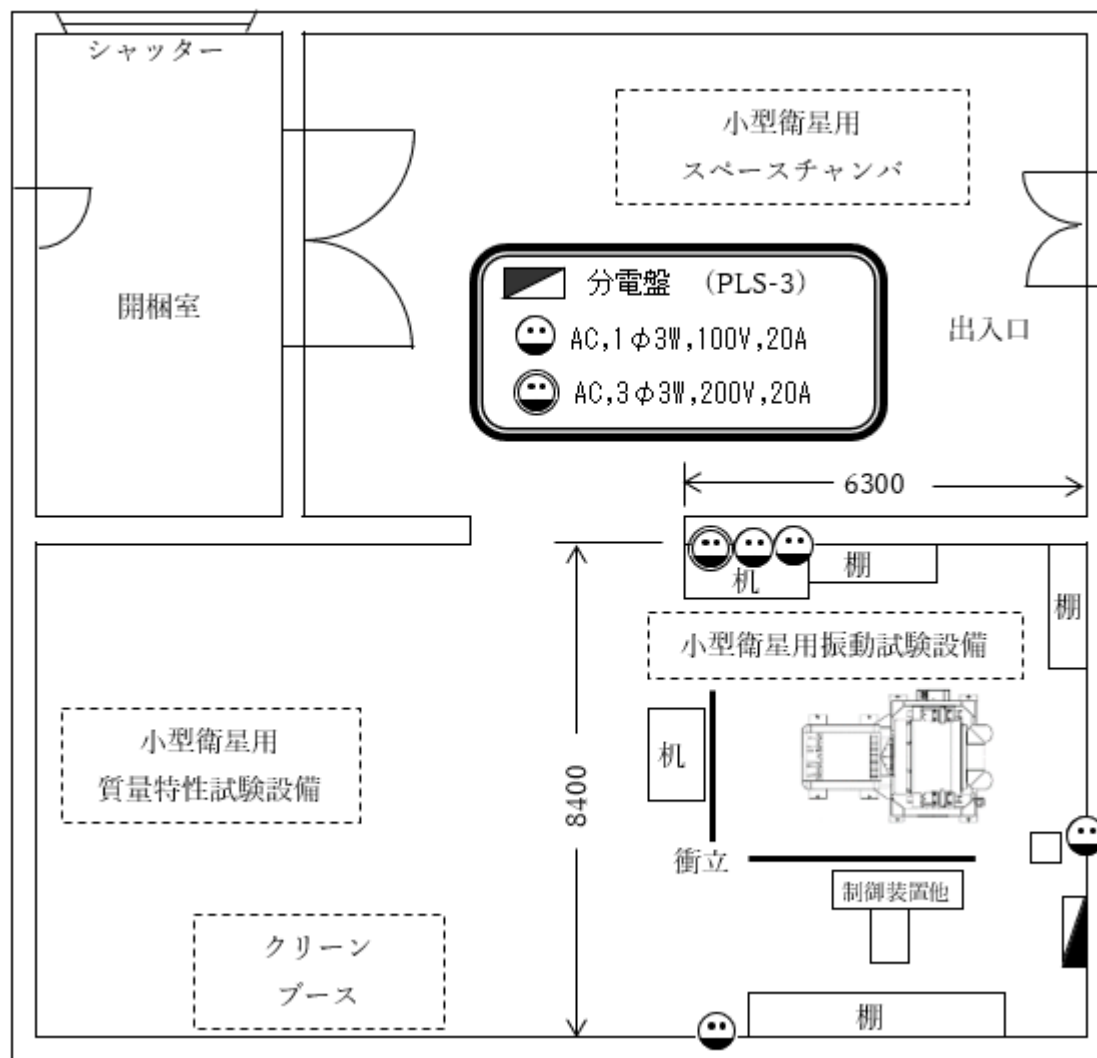 シャッター
小型衛星用
スペースチャンバ
分電盤 (PLS-3)
AC,1φ3W,100V,20A
AC,3φ3W,200V,20A
開梱室
出入口
6300
机
棚
棚
小型衛星用振動試験設備
小型衛星用
質量特性試験設備
机
8400
衝立
制御装置他
クリーン
ブース
棚